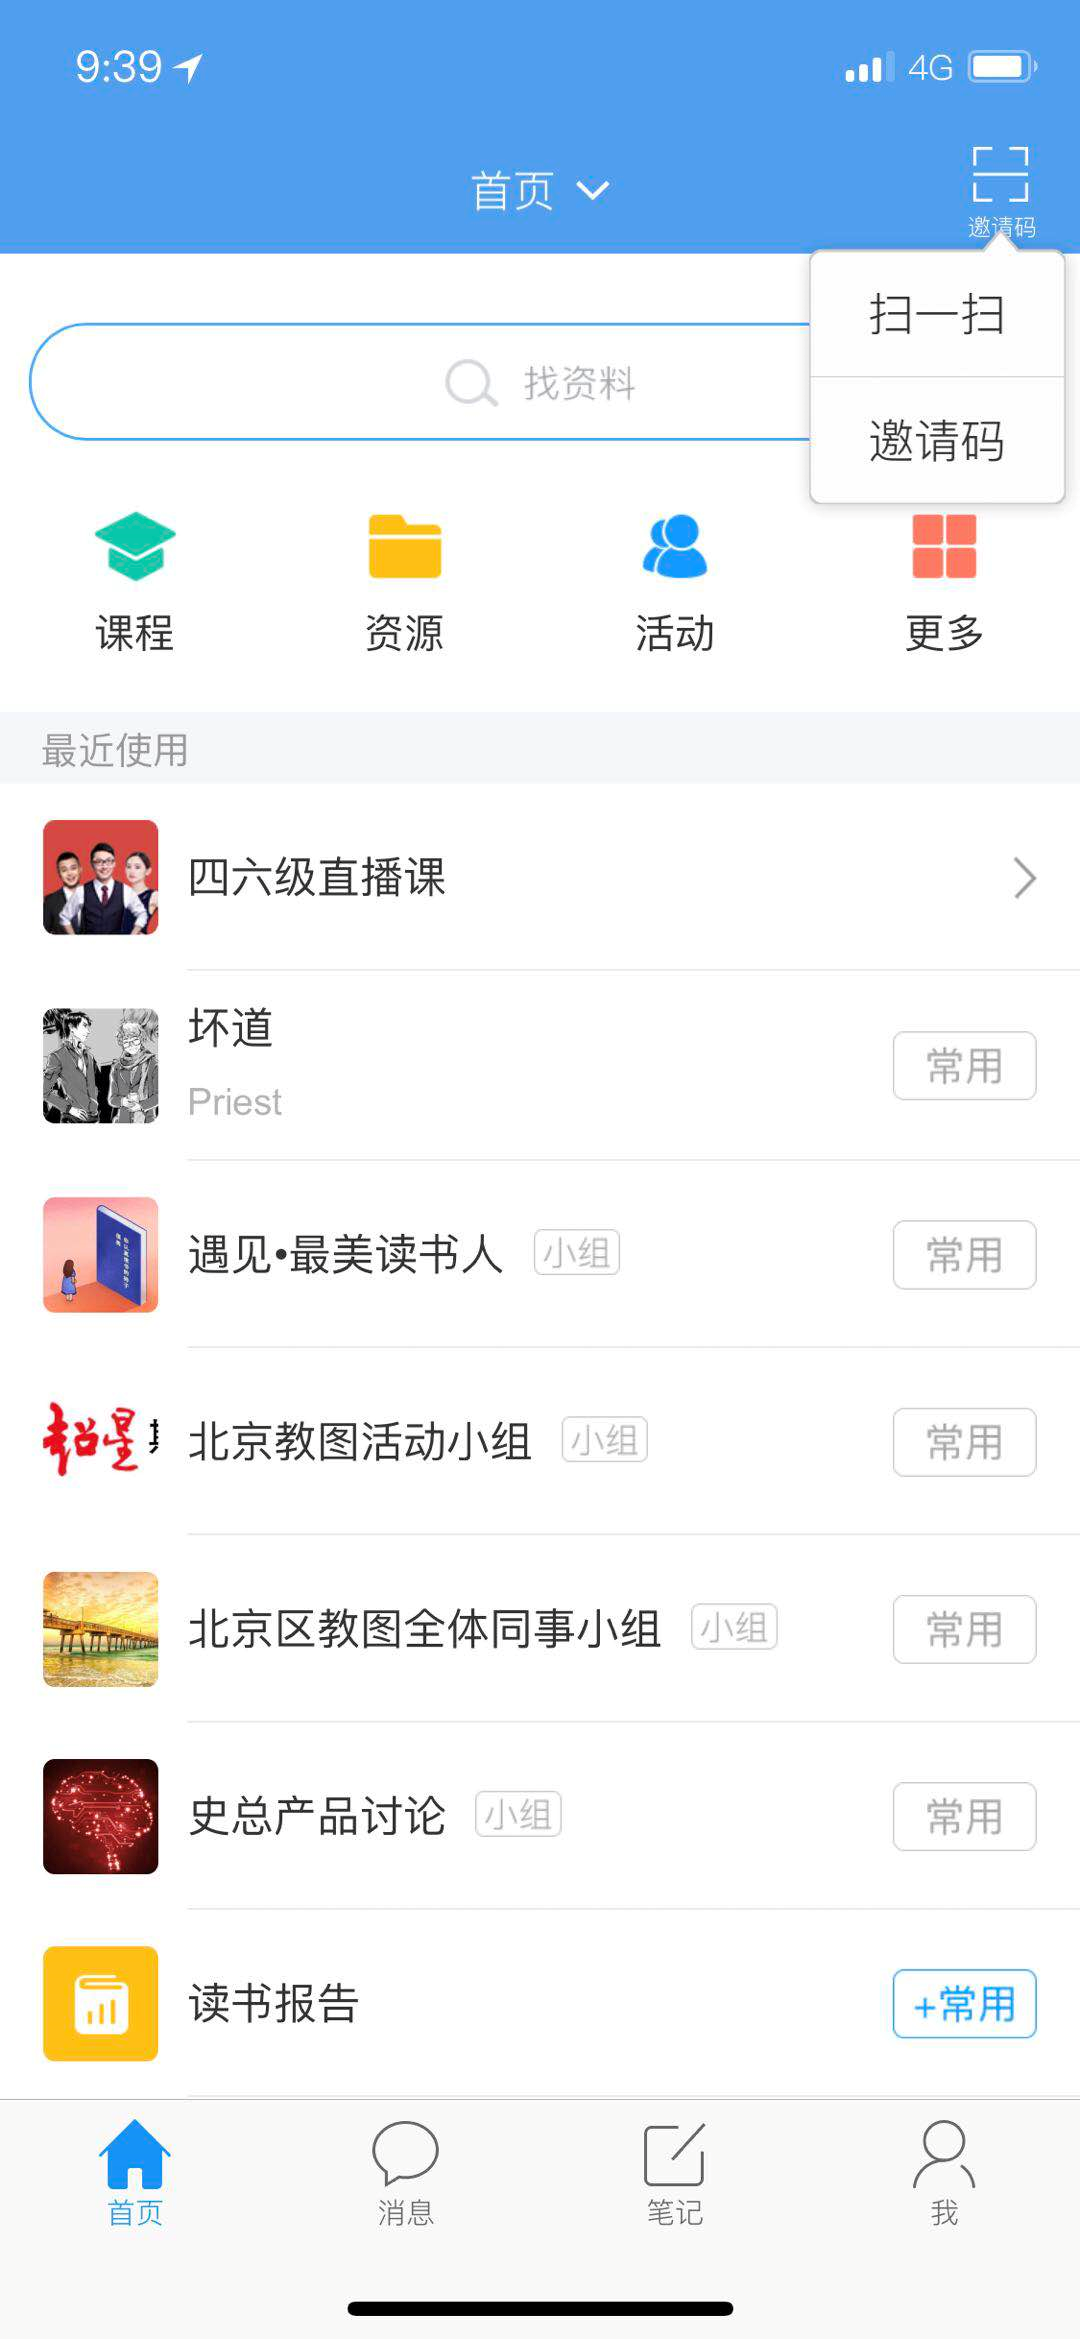 9:39
4G
首页
邀请码
扫一扫
邀请码
找资料
课程
资源
活动
更多
最近使用
四六级直播课
坏道
Priest
常用
遇见•最美读书人
小组
常用
超星
北京教图活动小组
小组
常用
北京区教图全体同事小组
小组
常用
史总产品讨论
小组
常用
读书报告
+常用
首页
消息
笔记
我